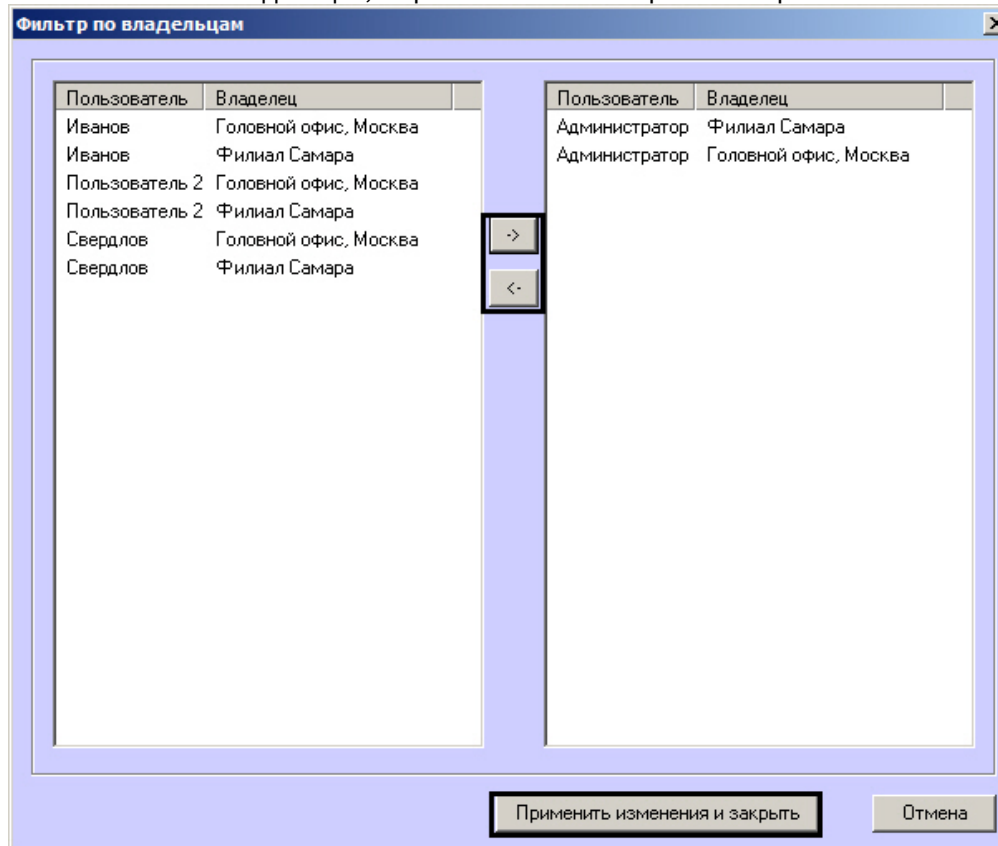 Фильтр по владельцам
Пользователь Владелец
Иванов Головной офис, Москва
Иванов Филиал Самара
Пользователь 2 Головной офис, Москва
Пользователь 2 Филиал Самара
Свердлов Головной офис, Москва
Свердлов Филиал Самара
->
<-
Пользователь Владелец
Администратор Филиал Самара
Администратор Головной офис, Москва
Применить изменения и закрыть
Отмена